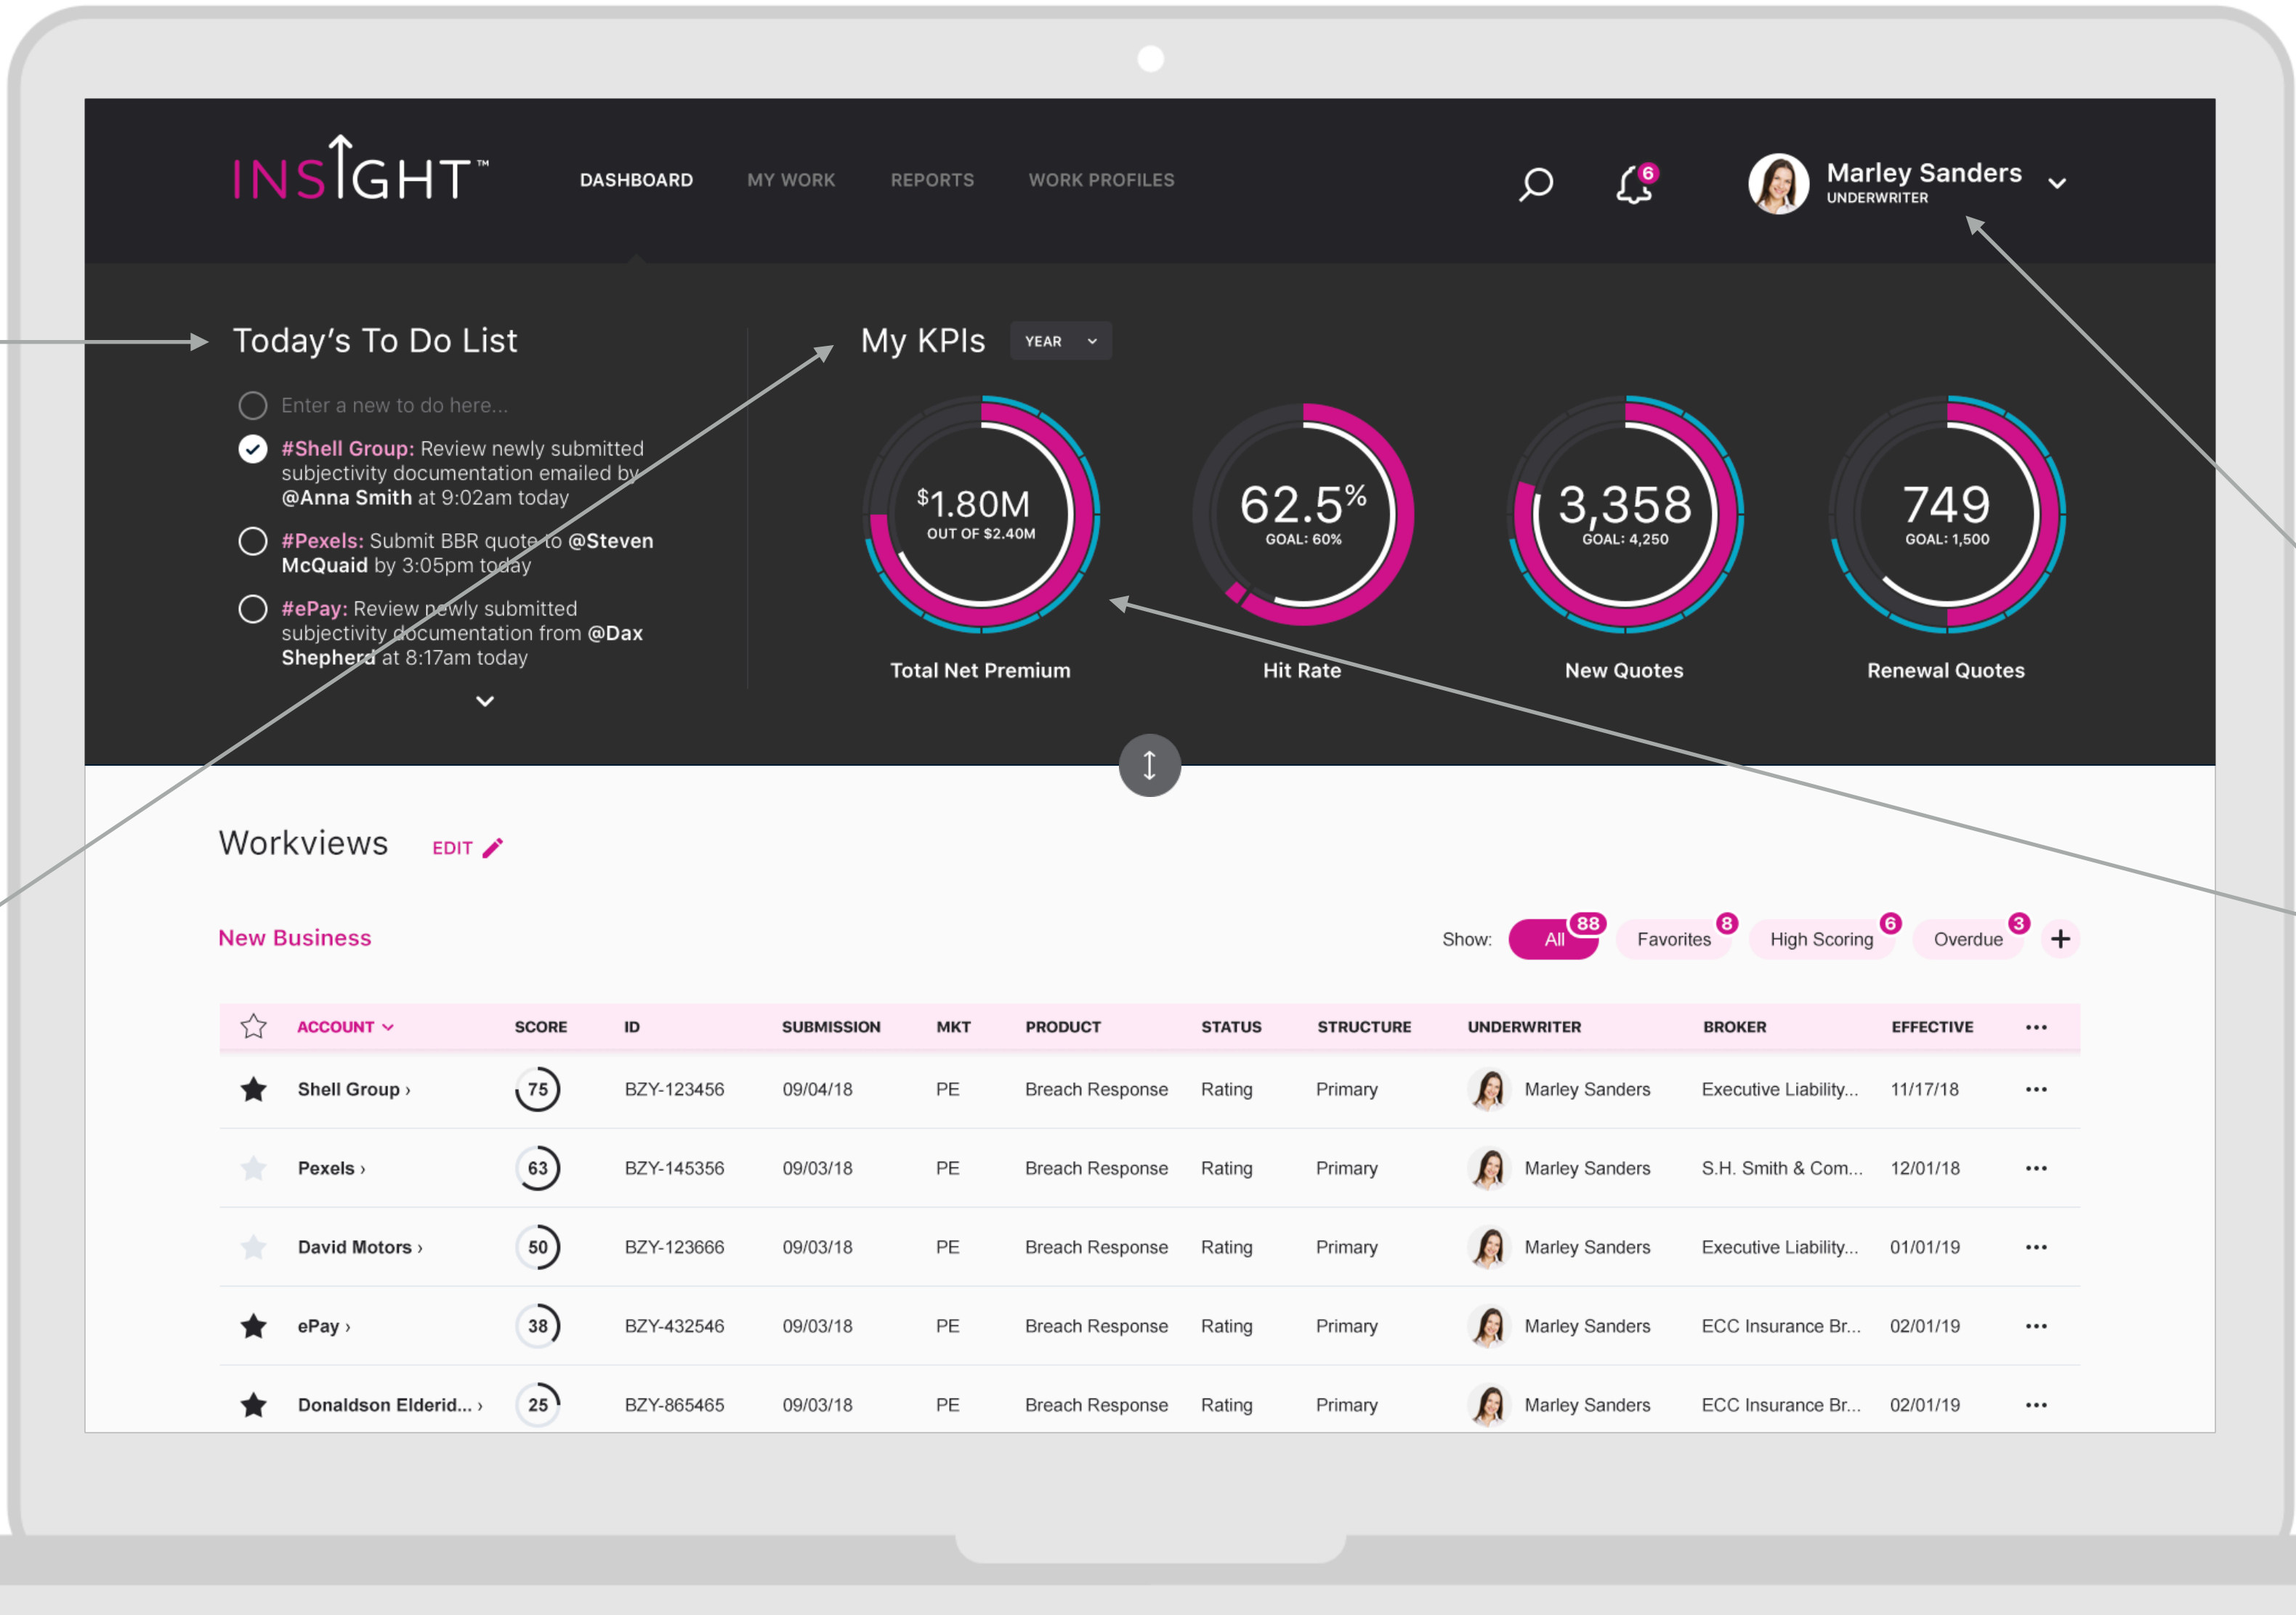 INSIGHT™
DASHBOARD
MY WORK
REPORTS
WORK PROFILES
6
Marley Sanders
UNDERWRITER
Today's To Do List
Enter a new to do here...
#Shell Group: Review newly submitted
subjectivity documentation emailed by
@Anna Smith at 9:02am today
#Pexels: Submit BBR quote to @Steven
McQuaid by 3:05pm today
#ePay: Review newly submitted
subjectivity documentation from @Dax
Shepherd at 8:17am today
My KPIs
YEAR
$1.80M
OUT OF $2.40M
Total Net Premium
62.5%
GOAL: 60%
Hit Rate
3,358
GOAL: 4,250
New Quotes
749
GOAL: 1,500
Renewal Quotes
Workviews
EDIT
New Business
Show:
All 88
Favorites 8
High Scoring 6
Overdue 3
+
ACCOUNT SCORE ID SUBMISSION MKT PRODUCT STATUS STRUCTURE UNDERWRITER BROKER EFFECTIVE •••
Shell Group › 75 BZY-123456 09/04/18 PE Breach Response Rating Primary Marley Sanders Executive Liability... 11/17/18 •••
Pexels › 63 BZY-145356 09/03/18 PE Breach Response Rating Primary Marley Sanders S.H. Smith & Com... 12/01/18 •••
David Motors › 50 BZY-123666 09/03/18 PE Breach Response Rating Primary Marley Sanders Executive Liability... 01/01/19 •••
ePay › 38 BZY-432546 09/03/18 PE Breach Response Rating Primary Marley Sanders ECC Insurance Br... 02/01/19 •••
Donaldson Elderid... › 25 BZY-865465 09/03/18 PE Breach Response Rating Primary Marley Sanders ECC Insurance Br... 02/01/19 •••